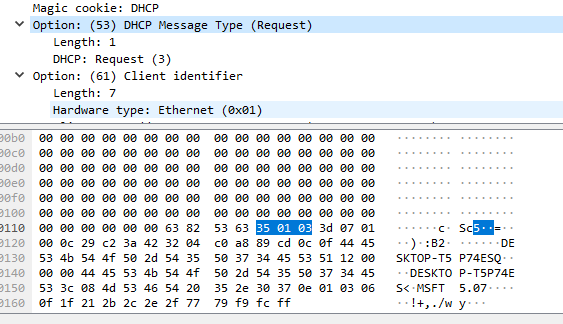 Magic cookie: DHCP
Option: (53) DHCP Message Type (Request)
Length: 1
DHCP: Request (3)
Option: (61) Client identifier
Length: 7
Hardware type: Ethernet (0x01)
00b0 00 00 00 00 00 00 00 00 00 00 00 00 00 00 00 00 ········ ········
00c0 00 00 00 00 00 00 00 00 00 00 00 00 00 00 00 00 ········ ········
00d0 00 00 00 00 00 00 00 00 00 00 00 00 00 00 00 00 ········ ········
00e0 00 00 00 00 00 00 00 00 00 00 00 00 00 00 00 00 ········ ········
00f0 00 00 00 00 00 00 00 00 00 00 00 00 00 00 00 00 ········ ········
0100 00 00 00 00 00 00 00 00 00 00 00 00 00 00 00 00 ········ ········
0110 00 00 00 00 00 00 63 82 53 63 35 01 03 3d 07 01 ······c· Sc5··=··
0120 00 0c 29 c2 3a 42 32 04 c0 a8 89 cd 0c 0f 44 45 ··)·:B2· ······DE
0130 53 4b 54 4f 50 2d 54 35 50 37 34 45 53 51 12 00 SKTOP-T5 P74ESQ··
0140 00 00 44 45 53 4b 54 4f 50 2d 54 35 50 37 34 45 ··DESKTO P-T5P74E
0150 53 3c 08 4d 53 46 54 20 35 2e 30 37 0e 01 03 06 S<·MSFT 5.07····
0160 0f 1f 21 2b 2c 2e 2f 77 79 f9 fc ff ··!+,./w y···